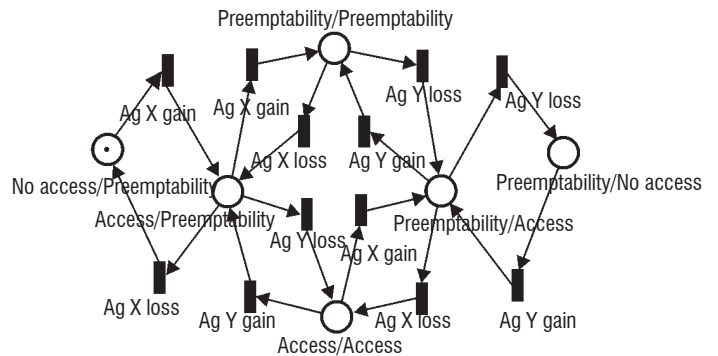 Preemptability/Preemptability
Ag X gain
Ag X gain
Ag Y loss
Ag Y loss
Ag X loss
Ag Y gain
No access/Preemptability
Preemptability/No access
Access/Preemptability
Preemptability/Access
Ag Y loss
Ag X gain
Ag X loss
Ag Y gain
Ag X loss
Ag Y gain
Access/Access